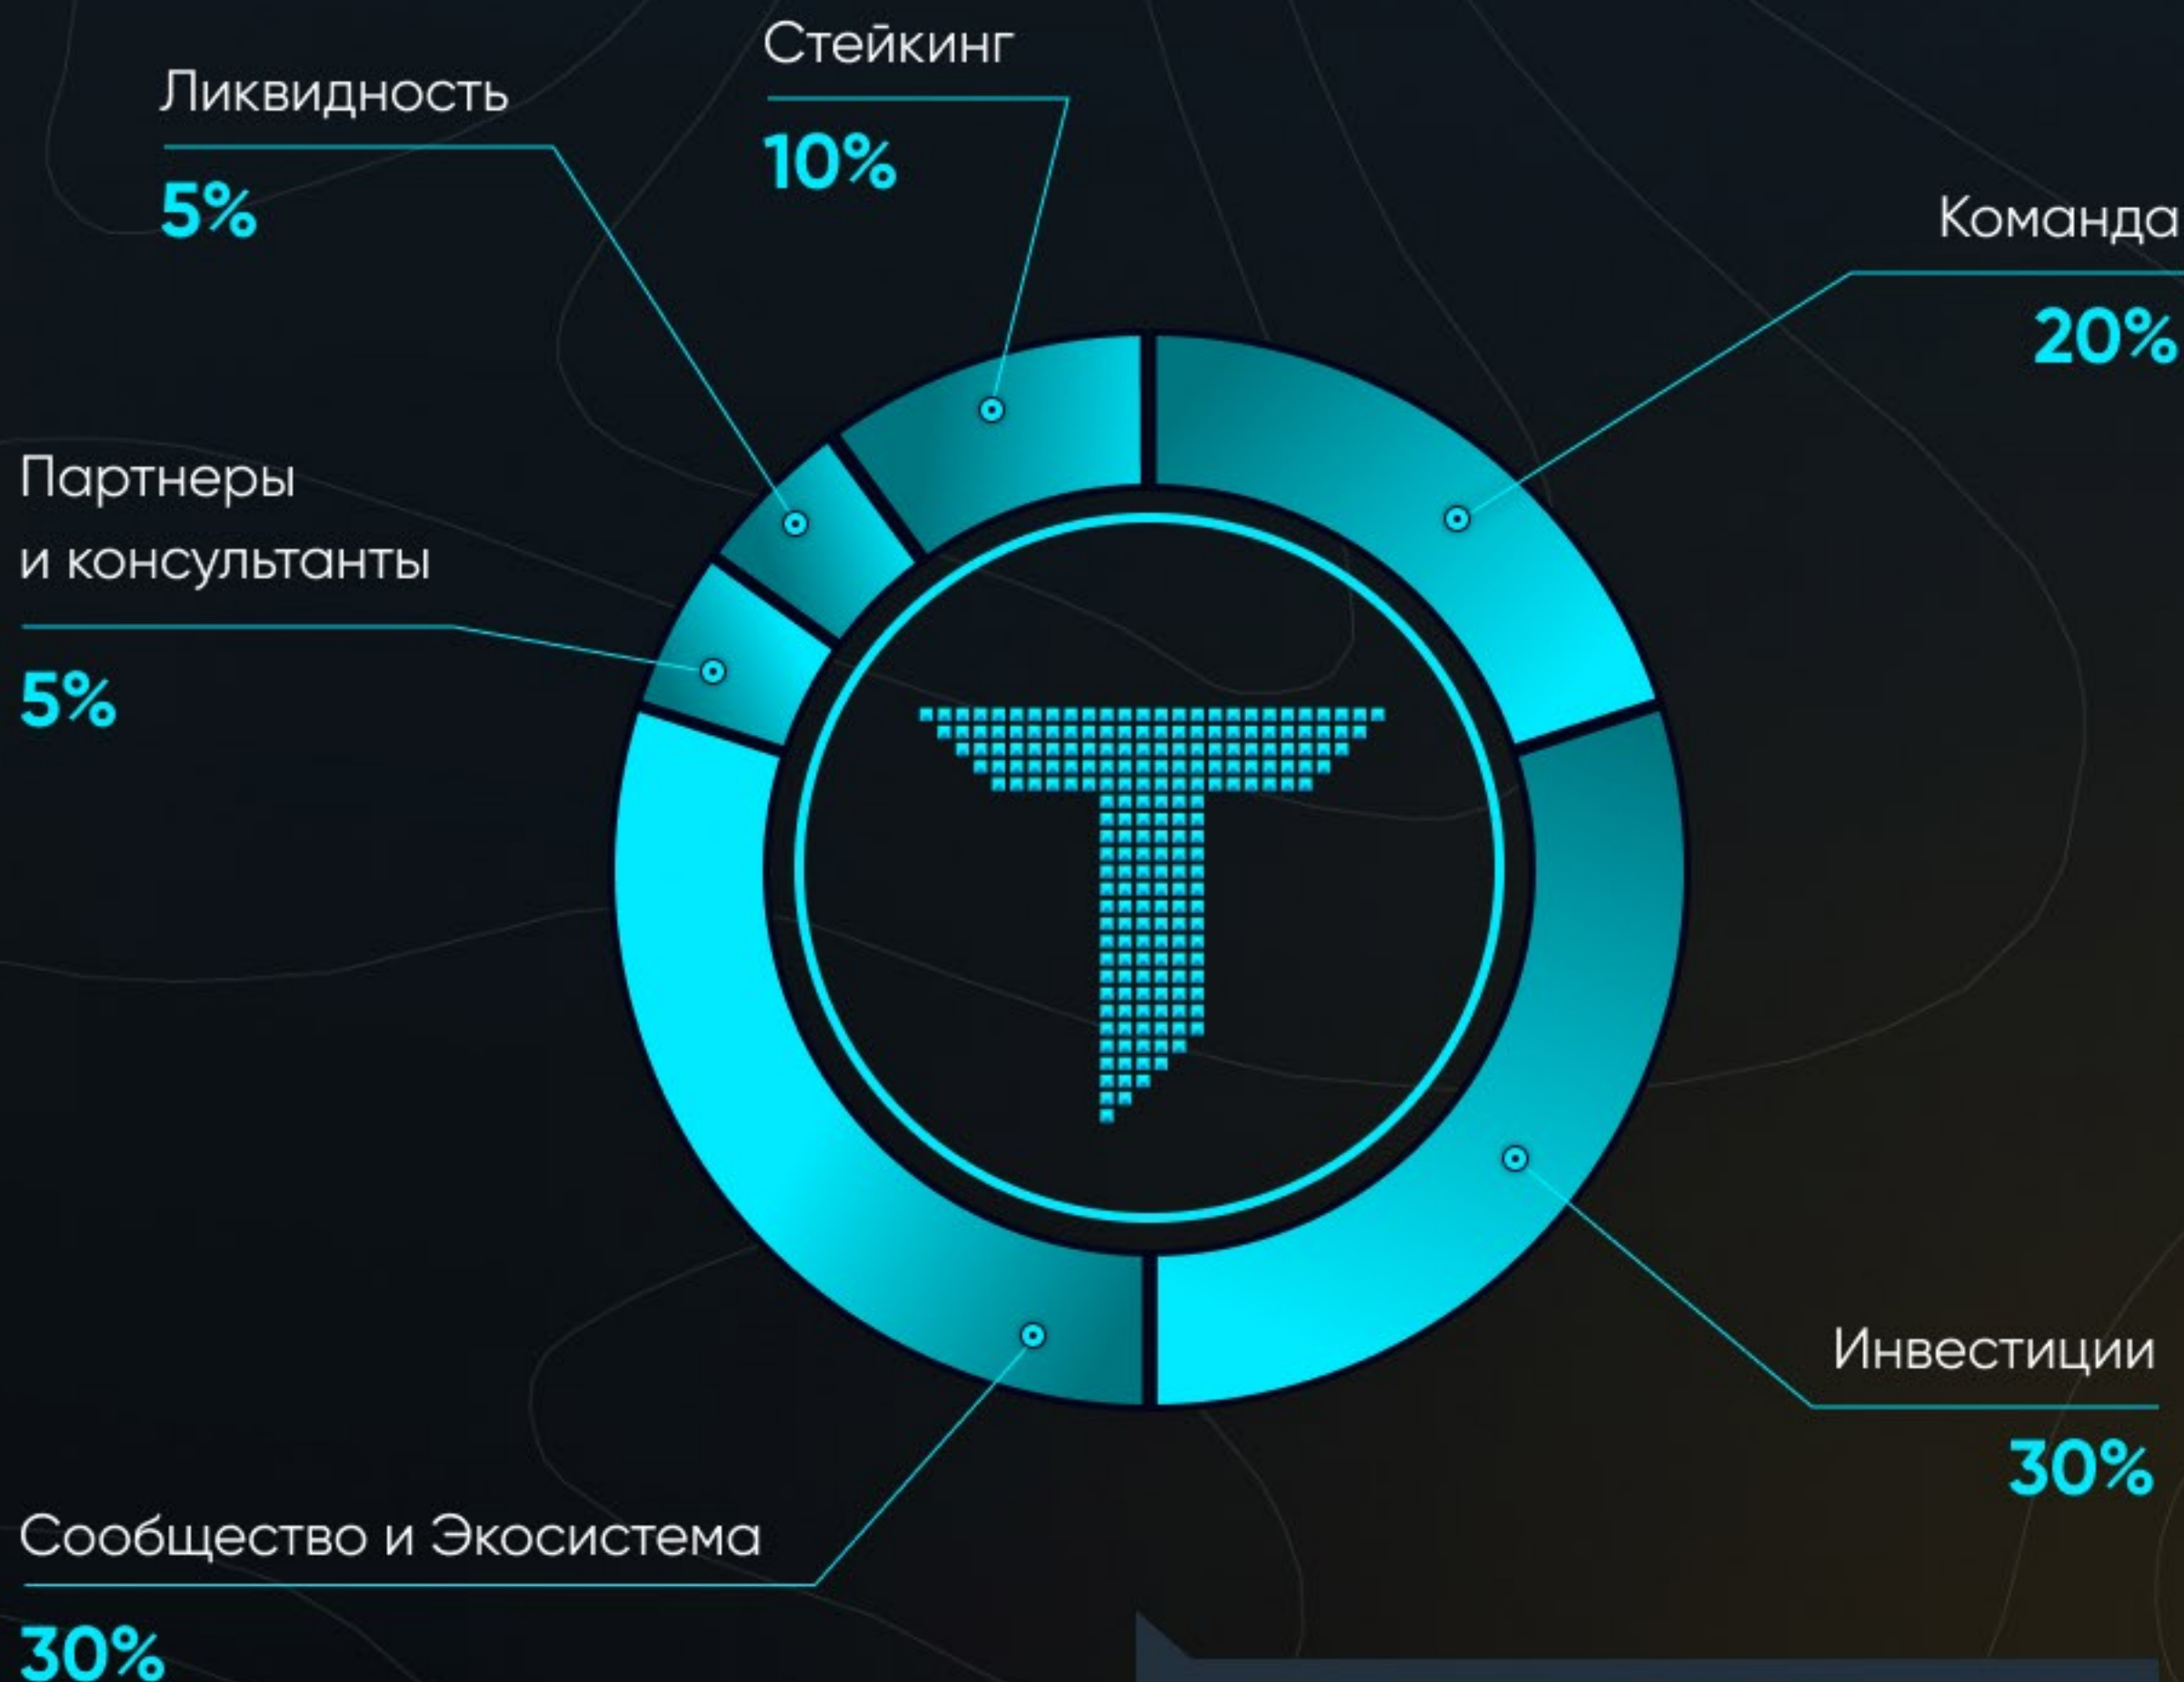 Стейкинг
10%
Ликвидность
5%
Команда
20%
Партнеры
и консультанты
5%
Инвестиции
30%
Сообщество и Экосистема
30%